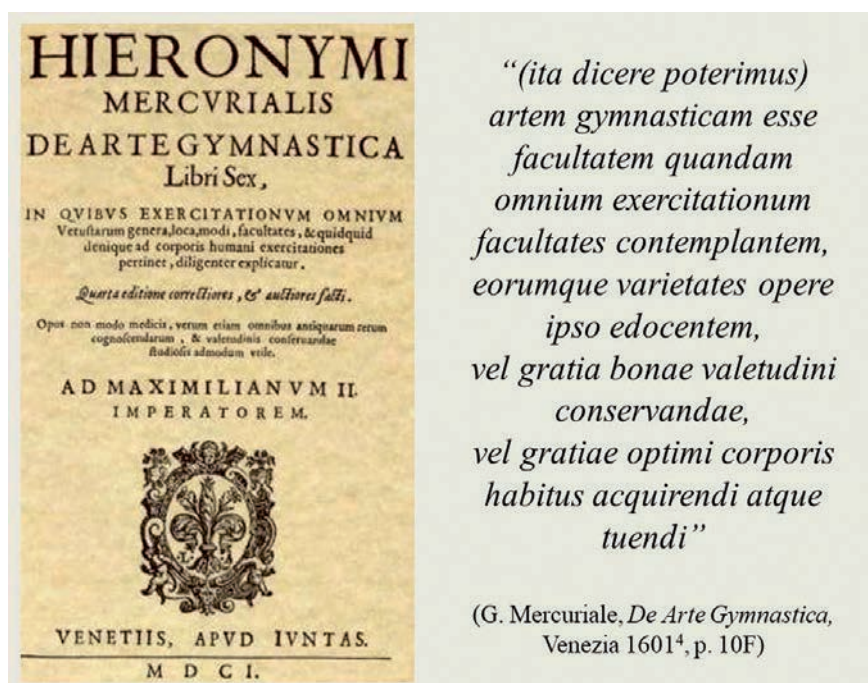 HIERONYMI
MERCVRIALIS
DE ARTE GYMNASTICA
Libri Sex,
IN QVIBVS EXERCITATIONVM OMNIVM
Vetustarum genera, loca, modi, facultates, & quidquid
denique ad corporis humani exercitationes
pertinet, diligenter explicatur.
Quarta editione correctiores, & auctiores facti.
Opus non modo medicis, verum etiam omnibus antiquarum rerum
cognoscendarum, & valetudinis conservandae
studiosis admodum vtile.
AD MAXIMILIANVM II.
IMPERATOREM.
VENETIIS, APVD IVNTAS.
M D C I.
“(ita dicere poterimus)
artem gymnasticam esse
facultatem quandam
omnium exercitationum
facultates contemplantem,
eorumque varietates opere
ipso edocentem,
vel gratia bonae valetudini
conservandae,
vel gratiae optimi corporis
habitus acquirendi atque
tuendi”
(G. Mercuriale, De Arte Gymnastica,
Venezia 1601⁴, p. 10F)